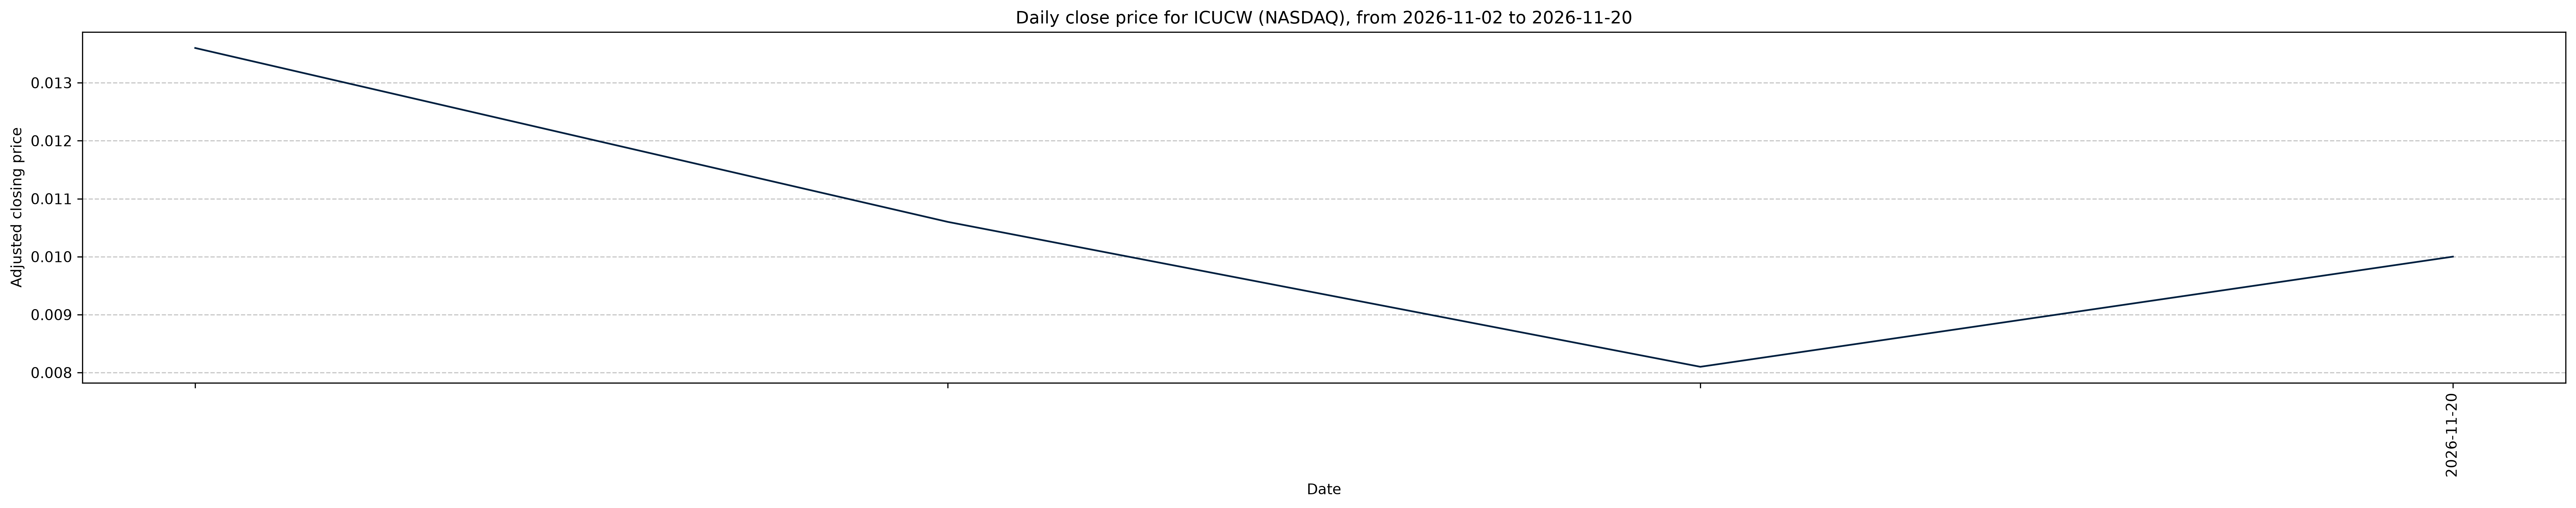 Daily close price for ICUCW (NASDAQ), from 2026-11-02 to 2026-11-20
Adjusted closing price
0.013
0.012
0.011
0.010
0.009
0.008
2026-11-20
Date